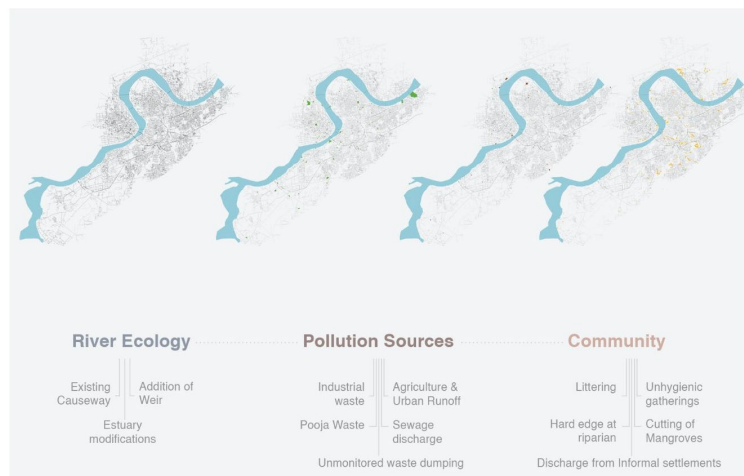 River Ecology
Pollution Sources
Community
Existing
Causeway
Addition of
Weir
Estuary
modifications
Industrial
waste
Agriculture &
Urban Runoff
Pooja Waste
Sewage
discharge
Unmonitored waste dumping
Littering
Unhygienic
gatherings
Hard edge at
riparian
Cutting of
Mangroves
Discharge from Informal settlements